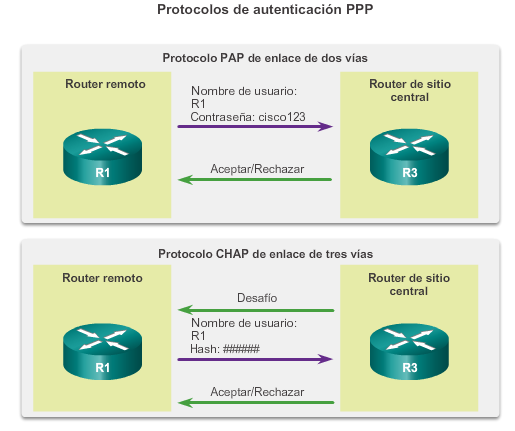 Protocolos de autenticación PPP
Protocolo PAP de enlace de dos vías
Router remoto
R1
Nombre de usuario:
R1
Contraseña: cisco123
Aceptar/Rechazar
Router de sitio
central
R3
Protocolo CHAP de enlace de tres vías
Router remoto
R1
Desafío
Nombre de usuario:
R1
Hash: ######
Aceptar/Rechazar
Router de sitio
central
R3